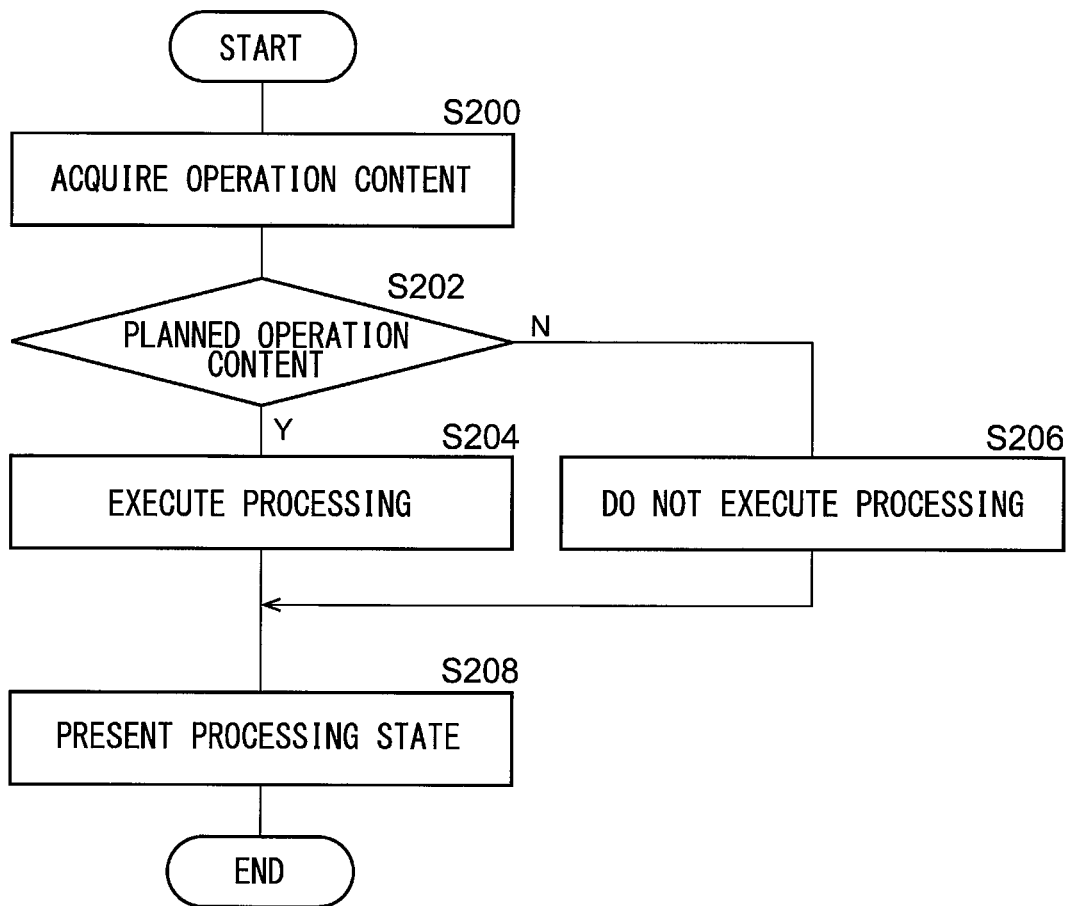 START
S200
ACQUIRE OPERATION CONTENT
S202
PLANNED OPERATION
CONTENT
N
Y
S204
EXECUTE PROCESSING
S206
DO NOT EXECUTE PROCESSING
S208
PRESENT PROCESSING STATE
END